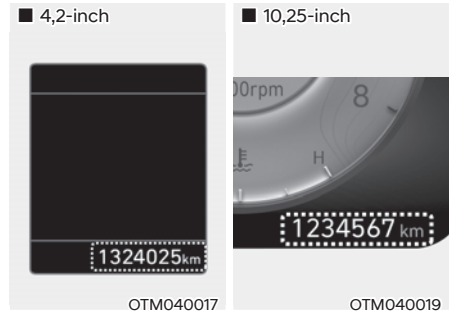 ■ 4,2-inch
1324025km
OTM040017
■ 10,25-inch
00rpm
8
H
1234567 km
OTM040019